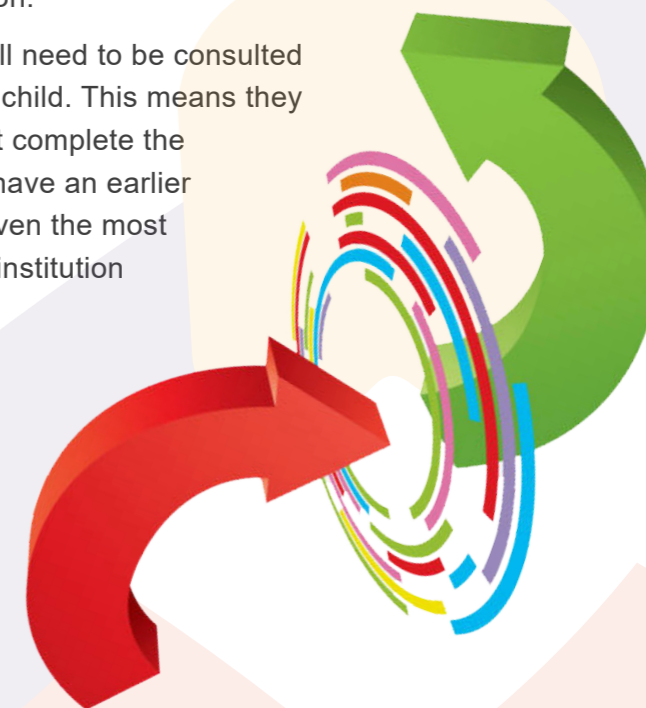 ll need to be consulted
child. This means they
t complete the
have an earlier
ven the most
institution